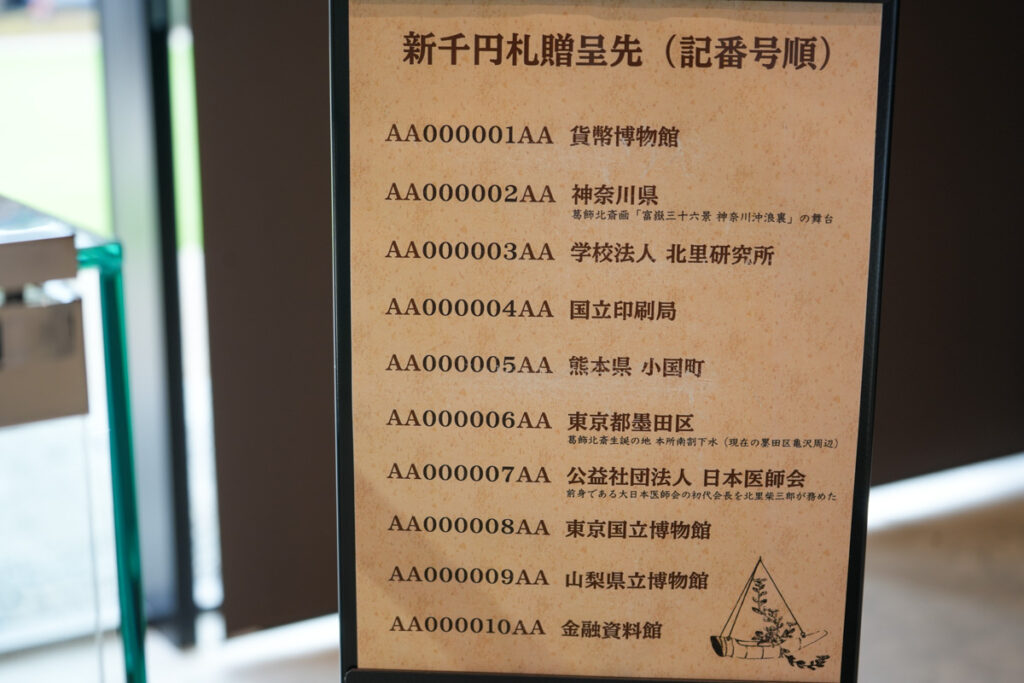 新千円札贈呈先（記番号順）
AA000001AA 貨幣博物館
AA000002AA 神奈川県
葛飾北斎画「富嶽三十六景 神奈川沖浪裏」の舞台
AA000003AA 学校法人 北里研究所
AA000004AA 国立印刷局
AA000005AA 熊本県 小国町
AA000006AA 東京都墨田区
葛飾北斎生誕の地 本所南割下水（現在の墨田区亀沢周辺）
AA000007AA 公益社団法人 日本医師会
前身である大日本医師会の初代会長を北里柴三郎が務めた
AA000008AA 東京国立博物館
AA000009AA 山梨県立博物館
AA000010AA 金融資料館